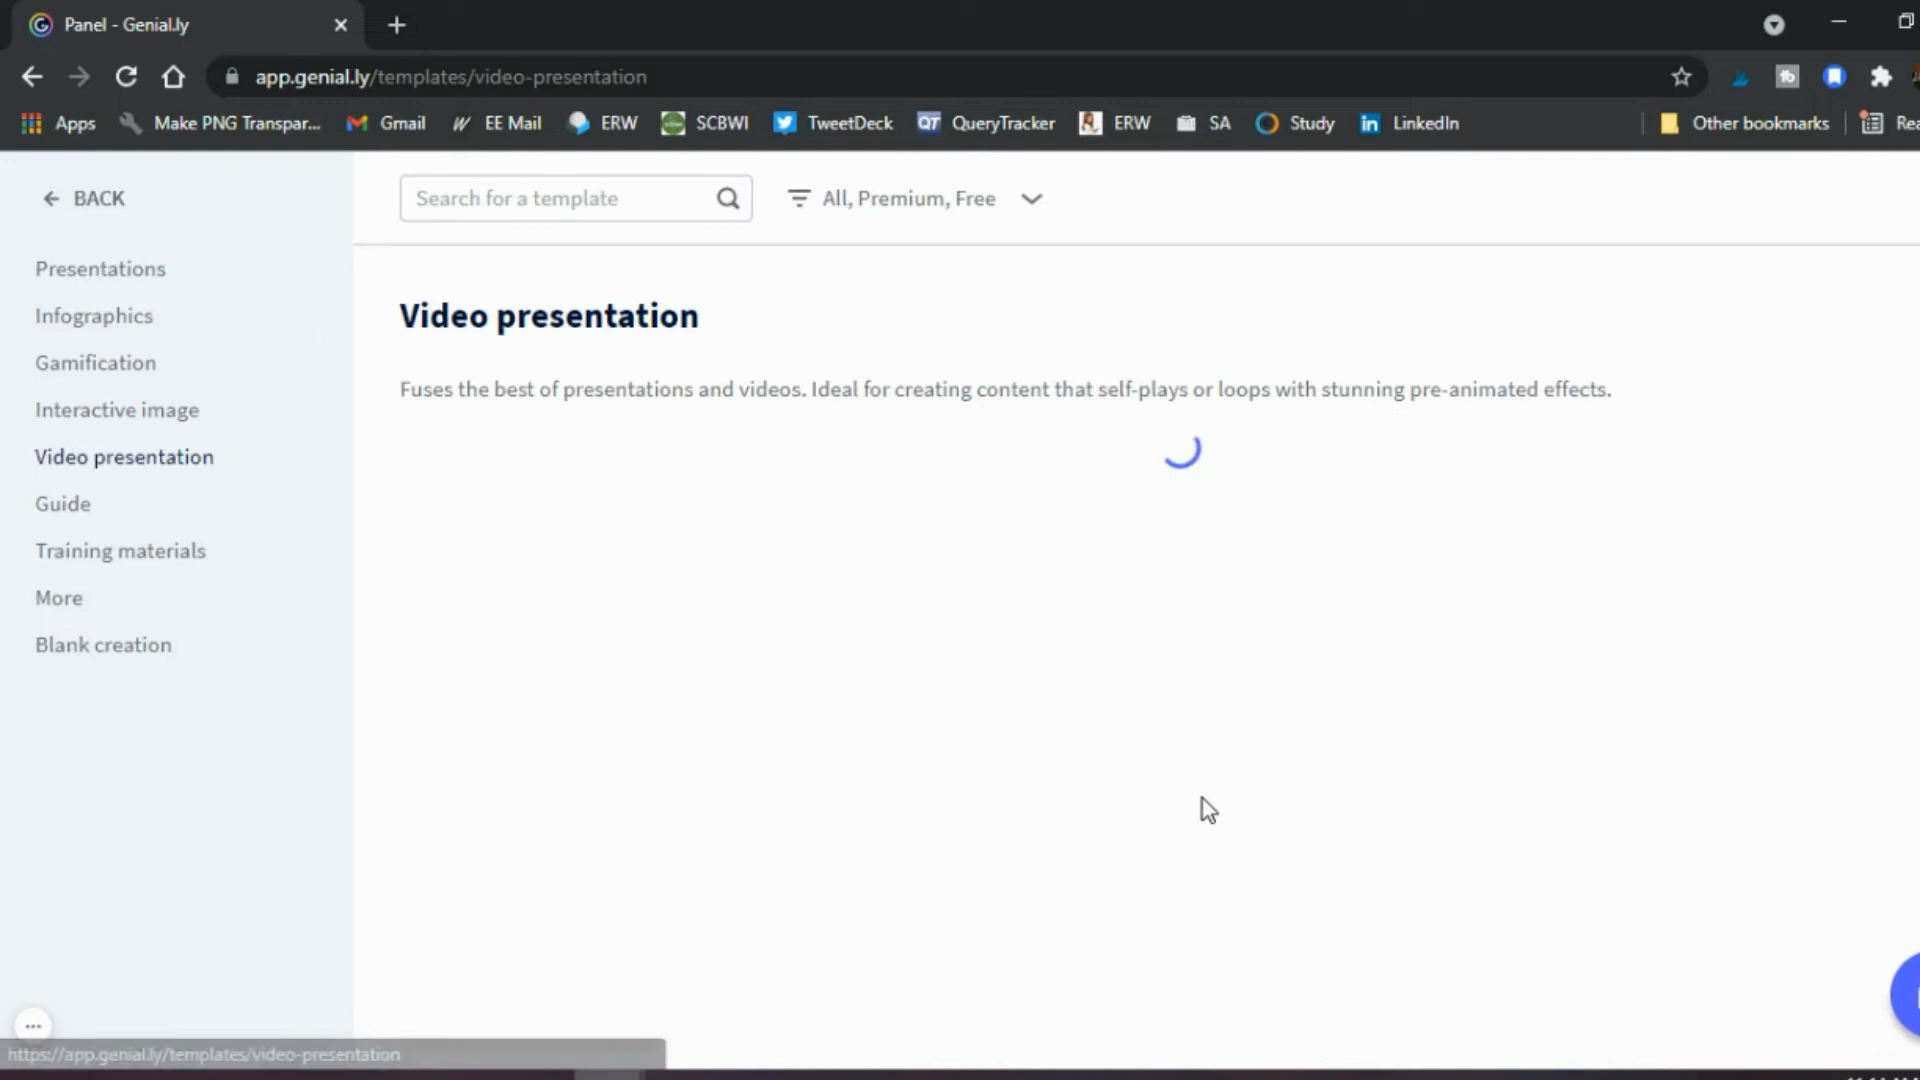 Panel - Genial.ly
app.genial.ly/templates/video-presentation
Apps Make PNG Transpar... Gmail EE Mail ERW SCBWI TweetDeck QT QueryTracker ERW SA Study in LinkedIn Other bookmarks Rea
BACK
Search for a template
All, Premium, Free
Presentations
Infographics
Gamification
Interactive image
Video presentation
Guide
Training materials
More
Blank creation
Video presentation
Fuses the best of presentations and videos. Ideal for creating content that self-plays or loops with stunning pre-animated effects.
https://app.genial.ly/templates/video-presentation